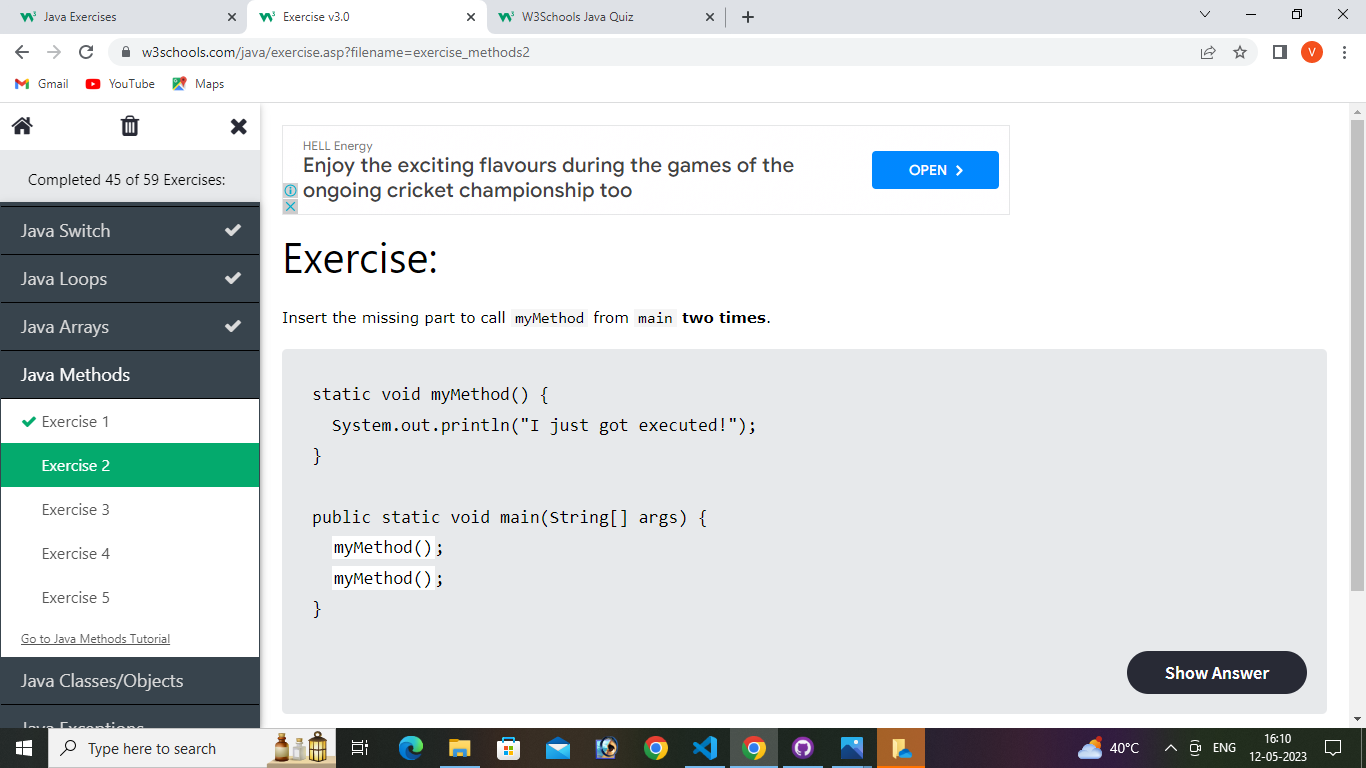 Java Exercises
Exercise v3.0
W3Schools Java Quiz
w3schools.com/java/exercise.asp?filename=exercise_methods2
V
Gmail
YouTube
Maps
Completed 45 of 59 Exercises:
Java Switch
Java Loops
Java Arrays
Java Methods
Exercise 1
Exercise 2
Exercise 3
Exercise 4
Exercise 5
Go to Java Methods Tutorial
Java Classes/Objects
Java Exceptions
HELL Energy
Enjoy the exciting flavours during the games of the
ongoing cricket championship too
OPEN
Exercise:
Insert the missing part to call myMethod from main two times.
static void myMethod() {
System.out.println("I just got executed!");
}
public static void main(String[] args) {
myMethod();
myMethod();
}
Show Answer
Type here to search
40°C
ENG
16:10
12-05-2023